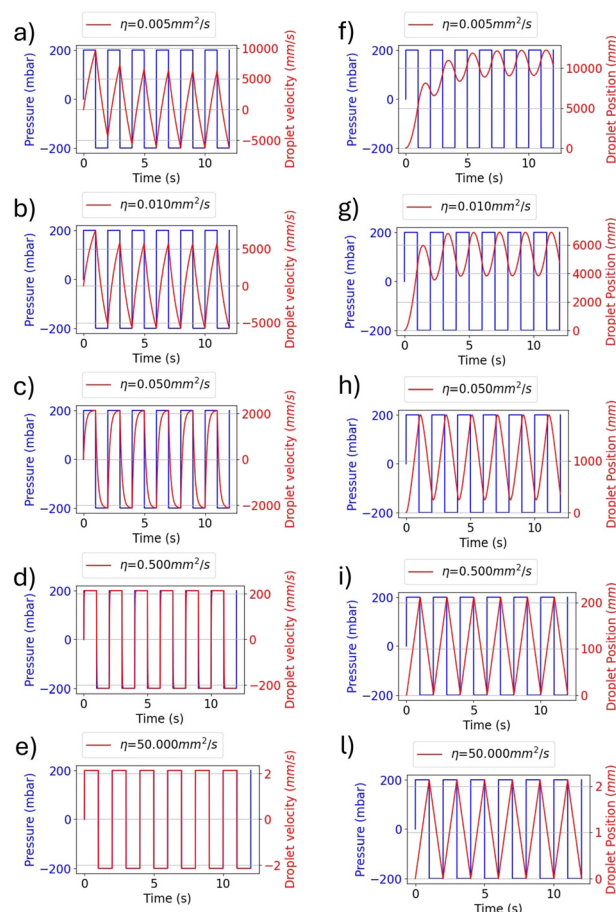 a)
η=0.005mm²/s
Pressure (mbar)
200
0
−200
10000
5000
0
−5000
Droplet velocity (mm/s)
0 5 10
Time (s)
f)
η=0.005mm²/s
Pressure (mbar)
200
0
−200
10000
5000
0
Droplet Position (mm)
0 5 10
Time (s)
b)
η=0.010mm²/s
Pressure (mbar)
200
0
−200
5000
0
−5000
Droplet velocity (mm/s)
0 5 10
Time (s)
g)
η=0.010mm²/s
Pressure (mbar)
200
0
−200
6000
4000
2000
0
Droplet Position (mm)
0 5 10
Time (s)
c)
η=0.050mm²/s
Pressure (mbar)
200
0
−200
2000
0
−2000
Droplet velocity (mm/s)
0 5 10
Time (s)
h)
η=0.050mm²/s
Pressure (mbar)
200
0
−200
1000
0
Droplet Position (mm)
0 5 10
Time (s)
d)
η=0.500mm²/s
Pressure (mbar)
200
0
−200
200
0
−200
Droplet velocity (mm/s)
0 5 10
Time (s)
i)
η=0.500mm²/s
Pressure (mbar)
200
0
−200
200
100
0
Droplet Position (mm)
0 5 10
Time (s)
e)
η=50.000mm²/s
Pressure (mbar)
200
0
−200
2
0
−2
Droplet velocity (mm/s)
0 5 10
Time (s)
l)
η=50.000mm²/s
Pressure (mbar)
200
0
−200
2
1
0
Droplet Position (mm)
0 5 10
Time (s)